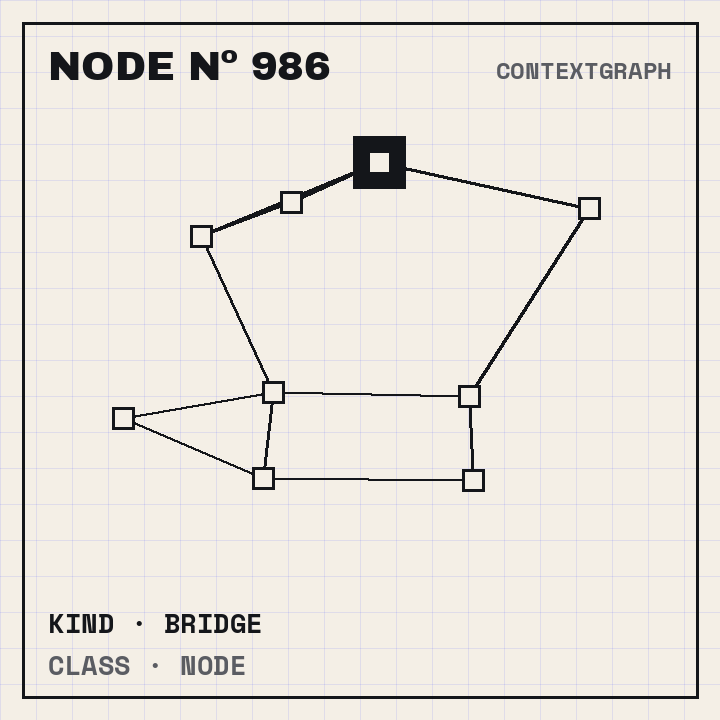 NODE Nº 986
CONTEXTGRAPH
KIND · BRIDGE
CLASS · NODE